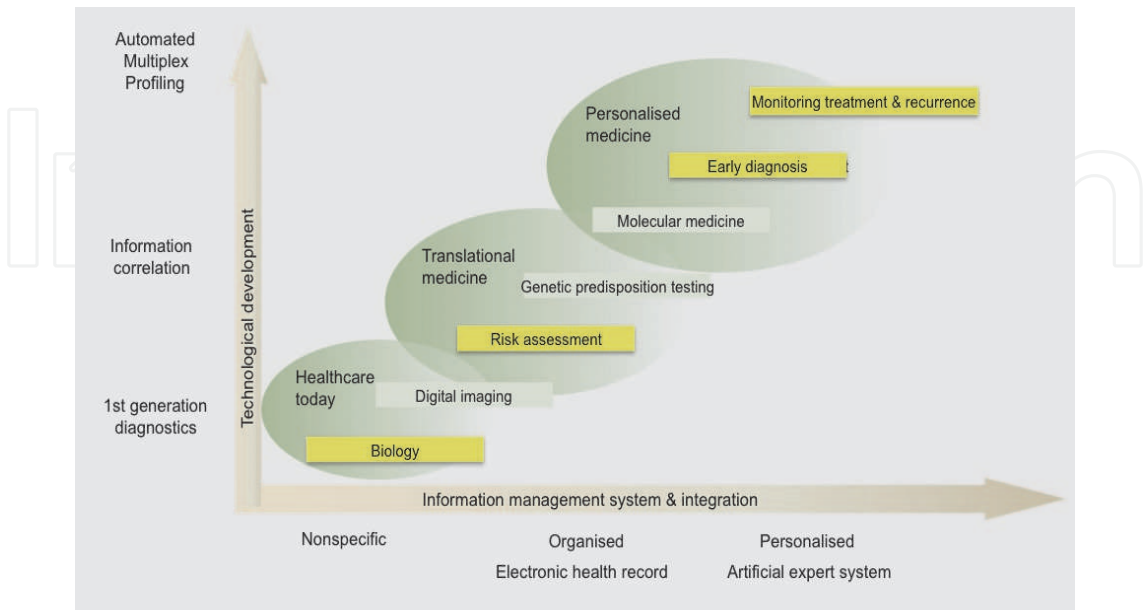 Automated
Multiplex
Profiling
Monitoring treatment & recurrence
Personalised
medicine
Early diagnosis
t
Molecular medicine
Information
correlation
Technological development
Translational
medicine
Genetic predisposition testing
Risk assessment
Healthcare
today
Digital imaging
1st generation
diagnostics
Biology
Information management system & integration
Nonspecific
Organised
Personalised
Electronic health record
Artificial expert system